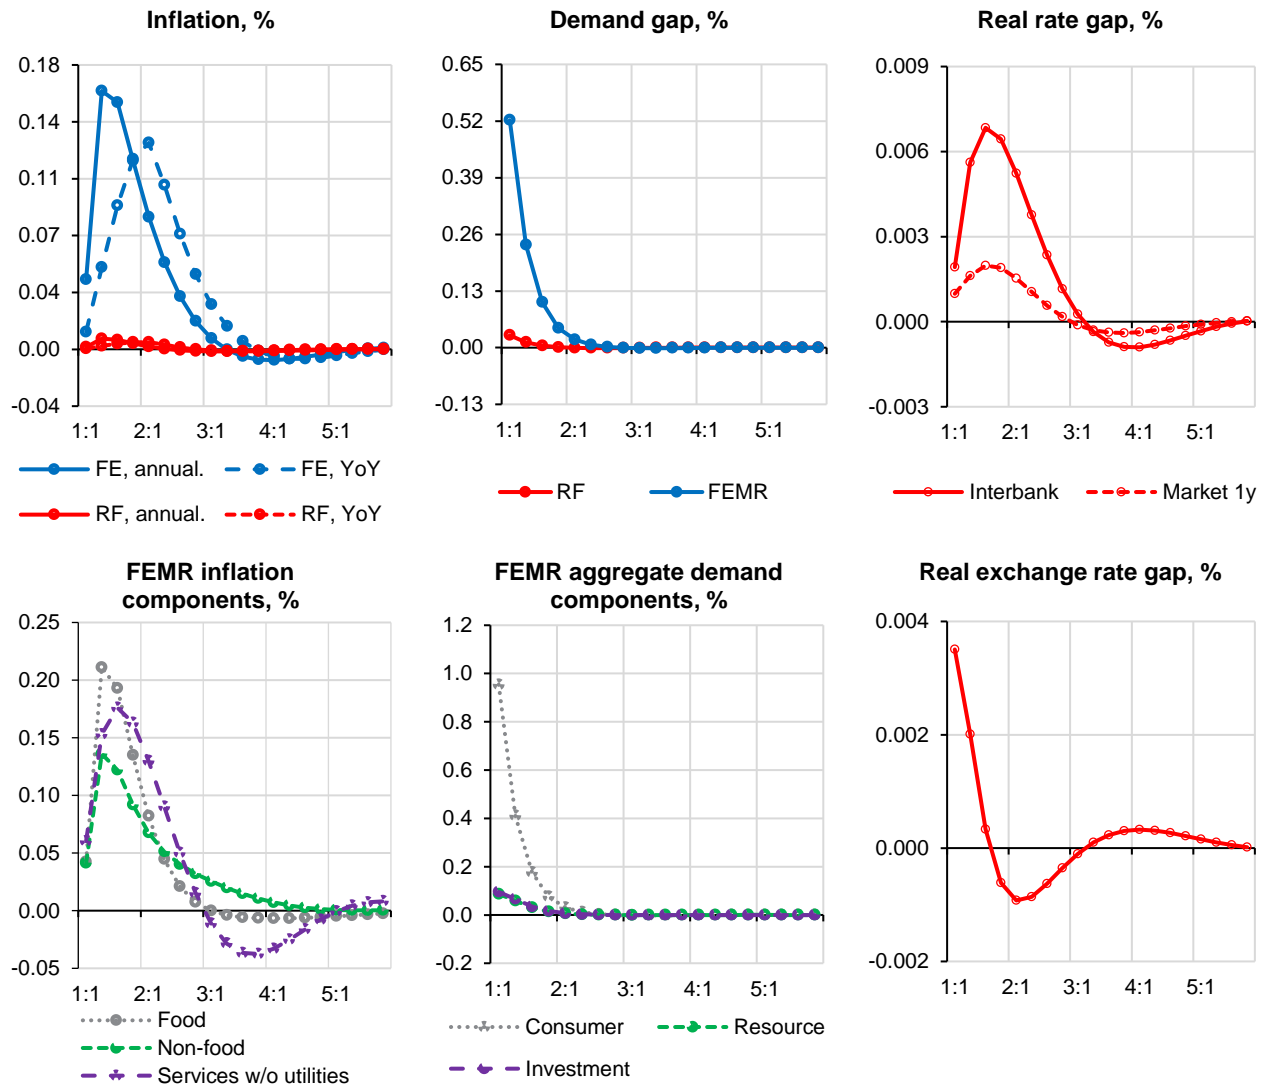 Inflation, %
0.18
0.14
0.11
0.07
0.04
0.00
-0.04
1:1 2:1 3:1 4:1 5:1
FE, annual. FE, YoY
RF, annual. RF, YoY
Demand gap, %
0.65
0.52
0.39
0.26
0.13
0.00
-0.13
1:1 2:1 3:1 4:1 5:1
RF FEMR
Real rate gap, %
0.009
0.006
0.003
0.000
-0.003
1:1 2:1 3:1 4:1 5:1
Interbank Market 1y
FEMR inflation
components, %
0.25
0.20
0.15
0.10
0.05
0.00
-0.05
1:1 2:1 3:1 4:1 5:1
Food
Non-food
Services w/o utilities
FEMR aggregate demand
components, %
1.2
1.0
0.8
0.6
0.4
0.2
0.0
-0.2
1:1 2:1 3:1 4:1 5:1
Consumer Resource
Investment
Real exchange rate gap, %
0.004
0.002
0.000
-0.002
1:1 2:1 3:1 4:1 5:1